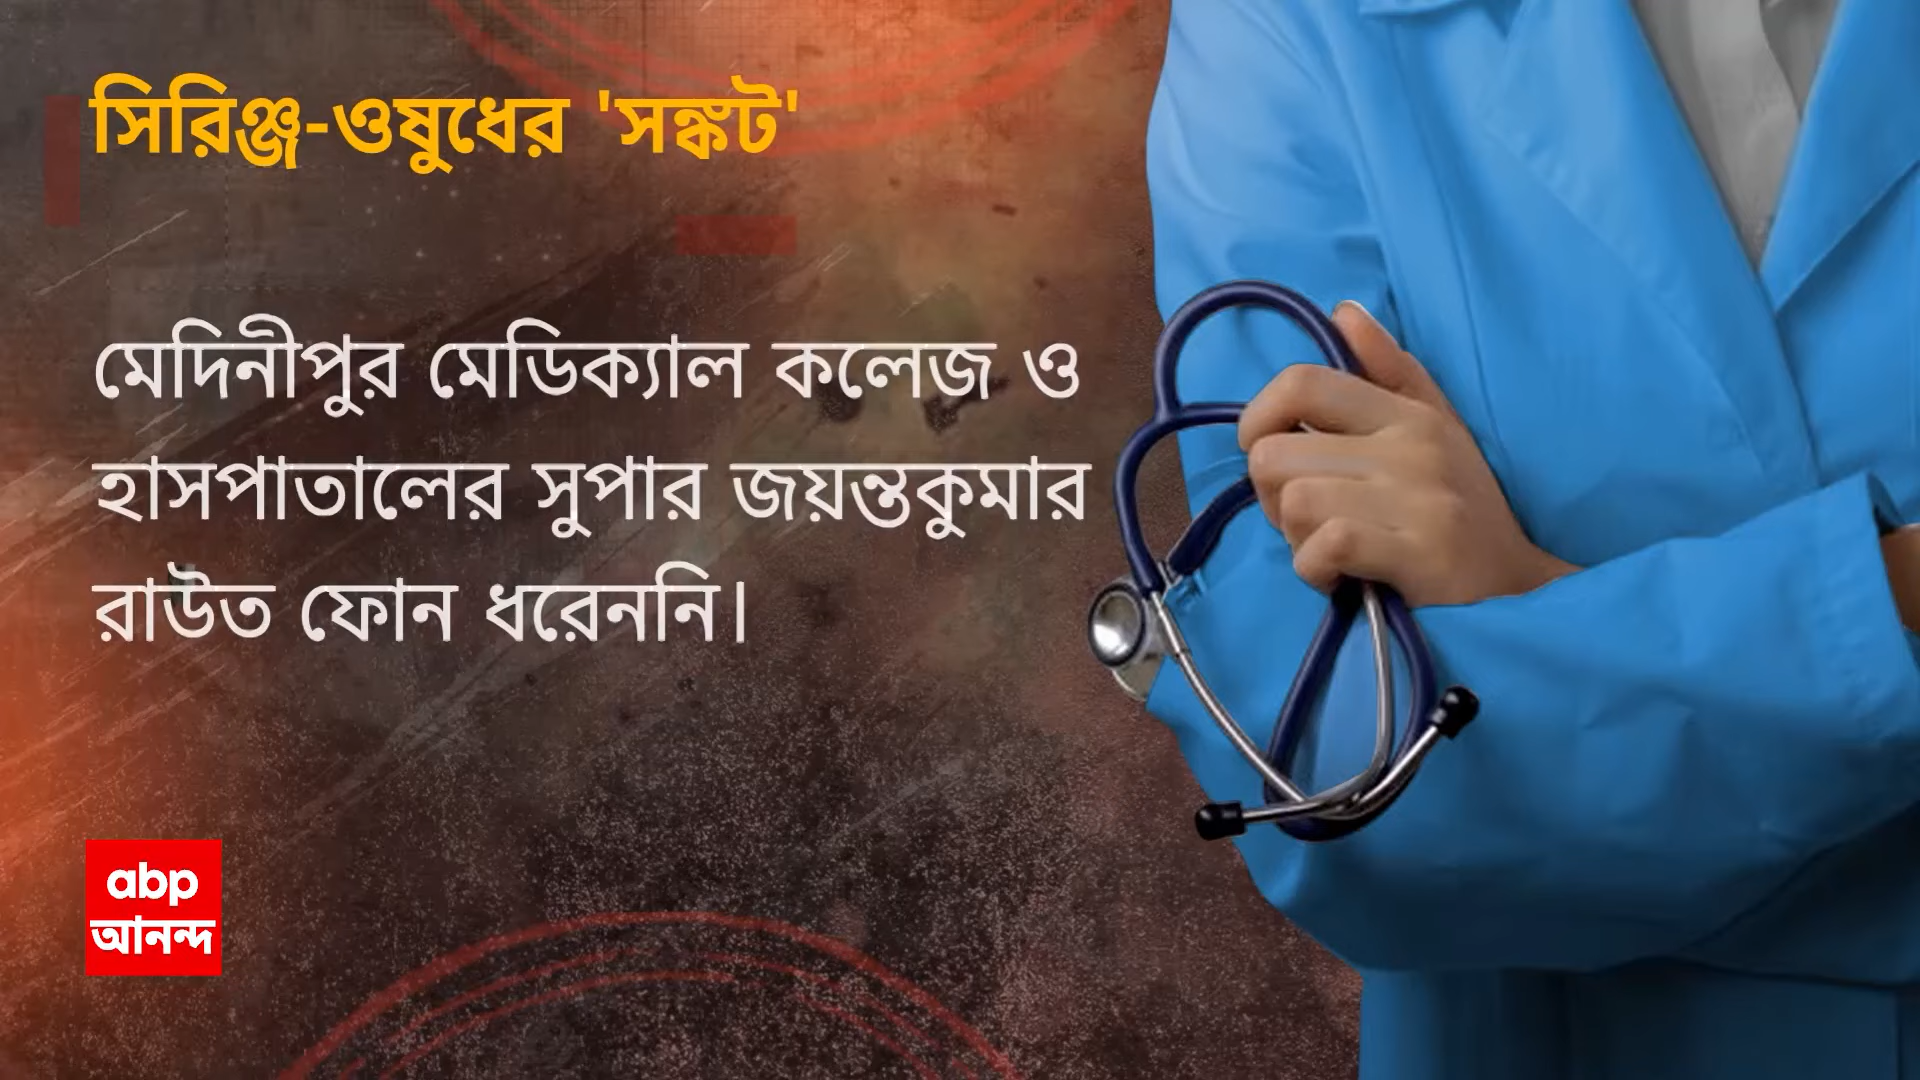 সিরিঞ্জ-ওষুধের 'সঙ্কট'
মেদিনীপুর মেডিক্যাল কলেজ ও
হাসপাতালের সুপার জয়ন্তকুমার
রাউত ফোন ধরেননি।
abp
আনন্দ